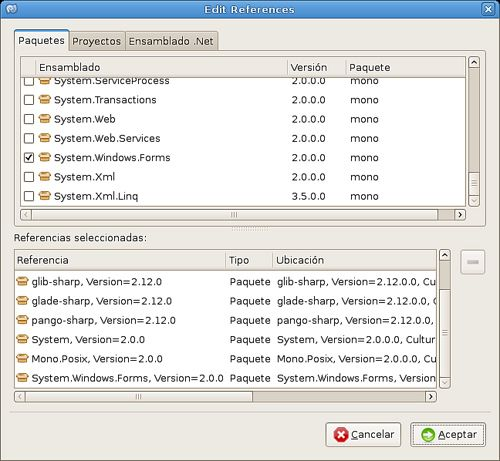 Edit References
Paquetes Proyectos Ensamblado .Net
Ensamblado Versión Paquete
System.ServiceProcess 2.0.0.0 mono
System.Transactions 2.0.0.0 mono
System.Web 2.0.0.0 mono
System.Web.Services 2.0.0.0 mono
System.Windows.Forms 2.0.0.0 mono
System.Xml 2.0.0.0 mono
System.Xml.Linq 3.5.0.0 mono
Referencias seleccionadas:
Referencia Tipo Ubicación
glib-sharp, Version=2.12.0 Paquete glib-sharp, Version=2.12.0.0, Cu
glade-sharp, Version=2.12.0 Paquete glade-sharp, Version=2.12.0.0, C
pango-sharp, Version=2.12.0 Paquete pango-sharp, Version=2.12.0.0,
System, Version=2.0.0 Paquete System, Version=2.0.0.0, Cultur
Mono.Posix, Version=2.0.0 Paquete Mono.Posix, Version=2.0.0.0, Cu
System.Windows.Forms, Version=2.0.0 Paquete System.Windows.Forms, Version
Cancelar Aceptar